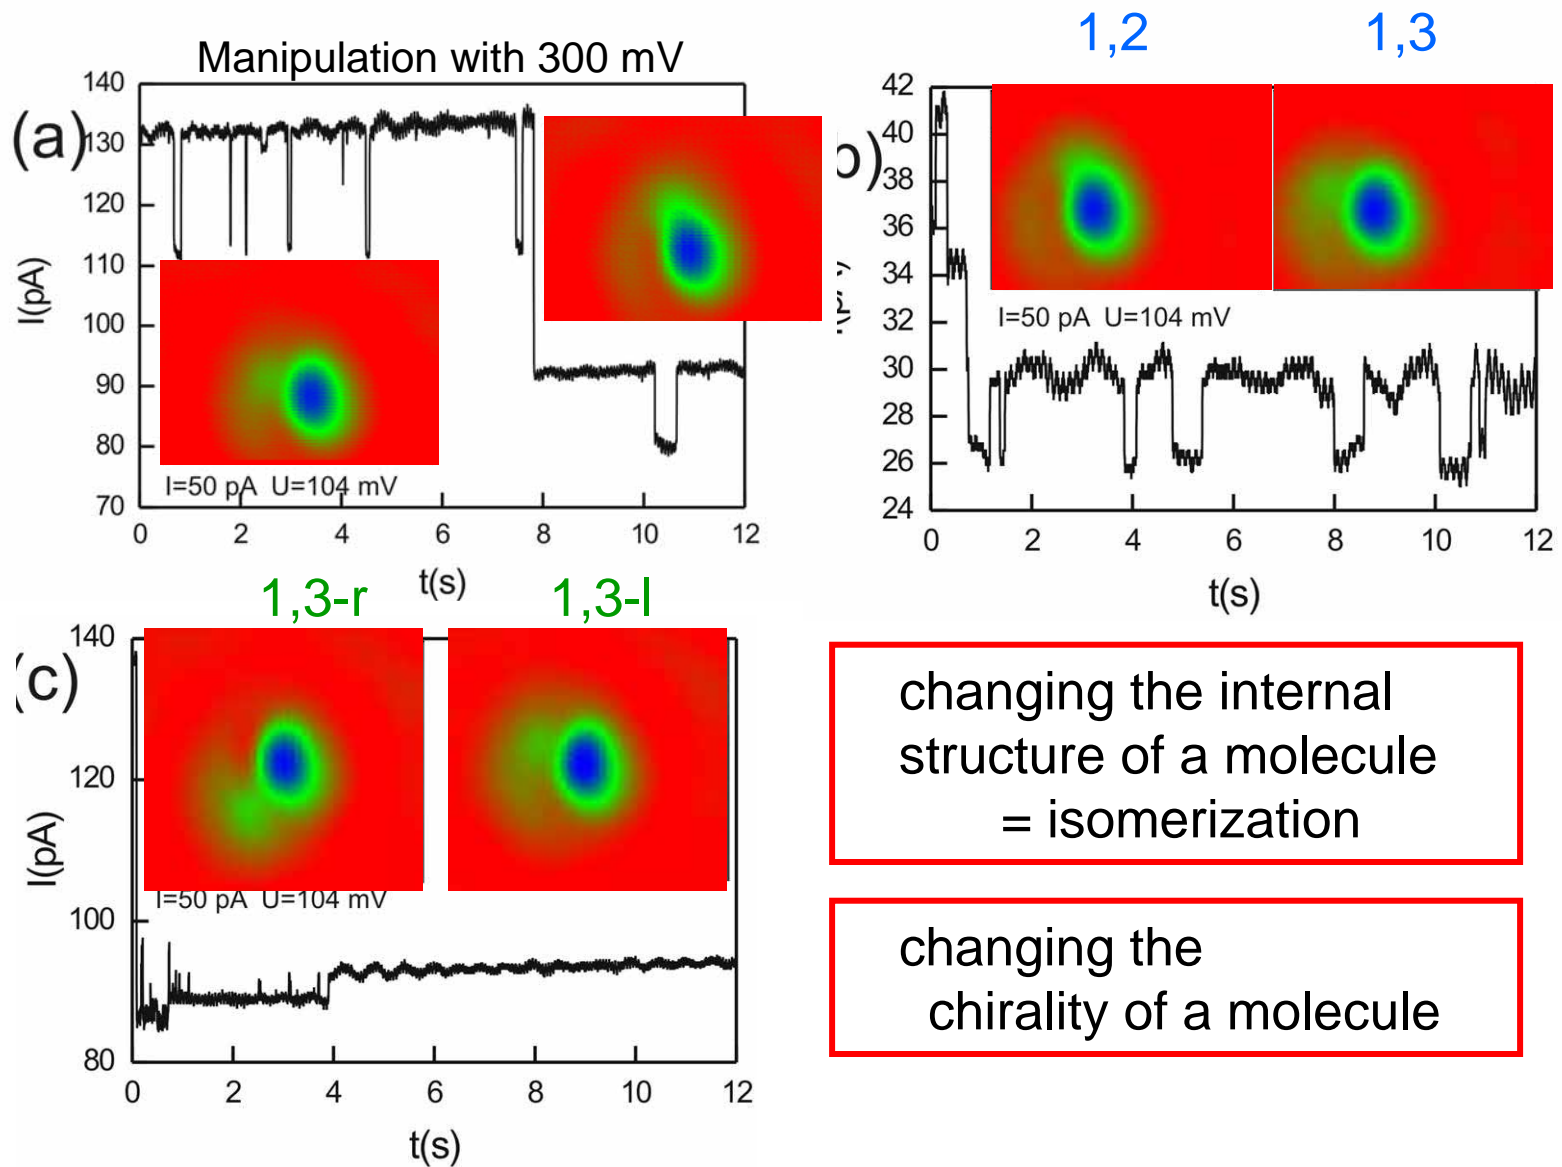 Manipulation with 300 mV
(a)
I(pA)
140
130
120
110
100
90
80
70
I=50 pA U=104 mV
0 2 4 6 8 10 12
t(s)
1,2 1,3
b)
42
40
38
36
34
32
30
28
26
24
I=50 pA U=104 mV
0 2 4 6 8 10 12
t(s)
1,3-r 1,3-l
(c)
I(pA)
140
120
100
80
I=50 pA U=104 mV
0 2 4 6 8 10 12
t(s)
changing the internal
structure of a molecule
= isomerization
changing the
chirality of a molecule